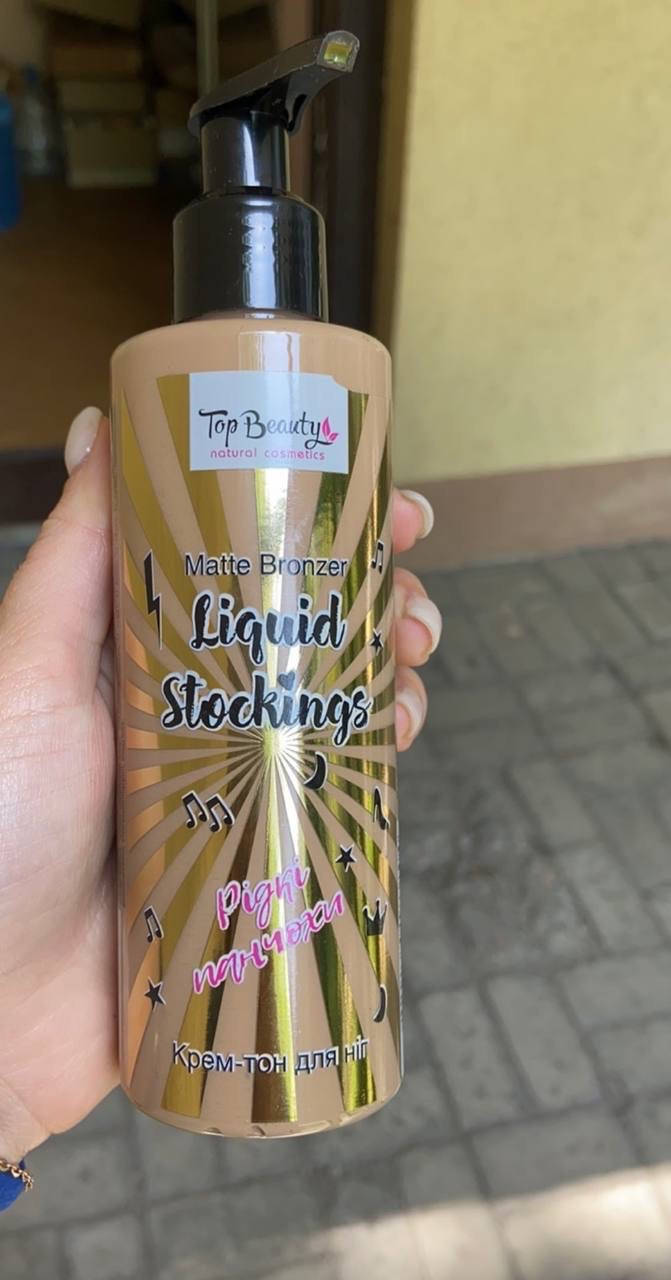 Top Beauty
natural cosmetics
Matte Bronzer
Liquid
Stockings
Рідкі
панчохи
Крем-тон для ніг